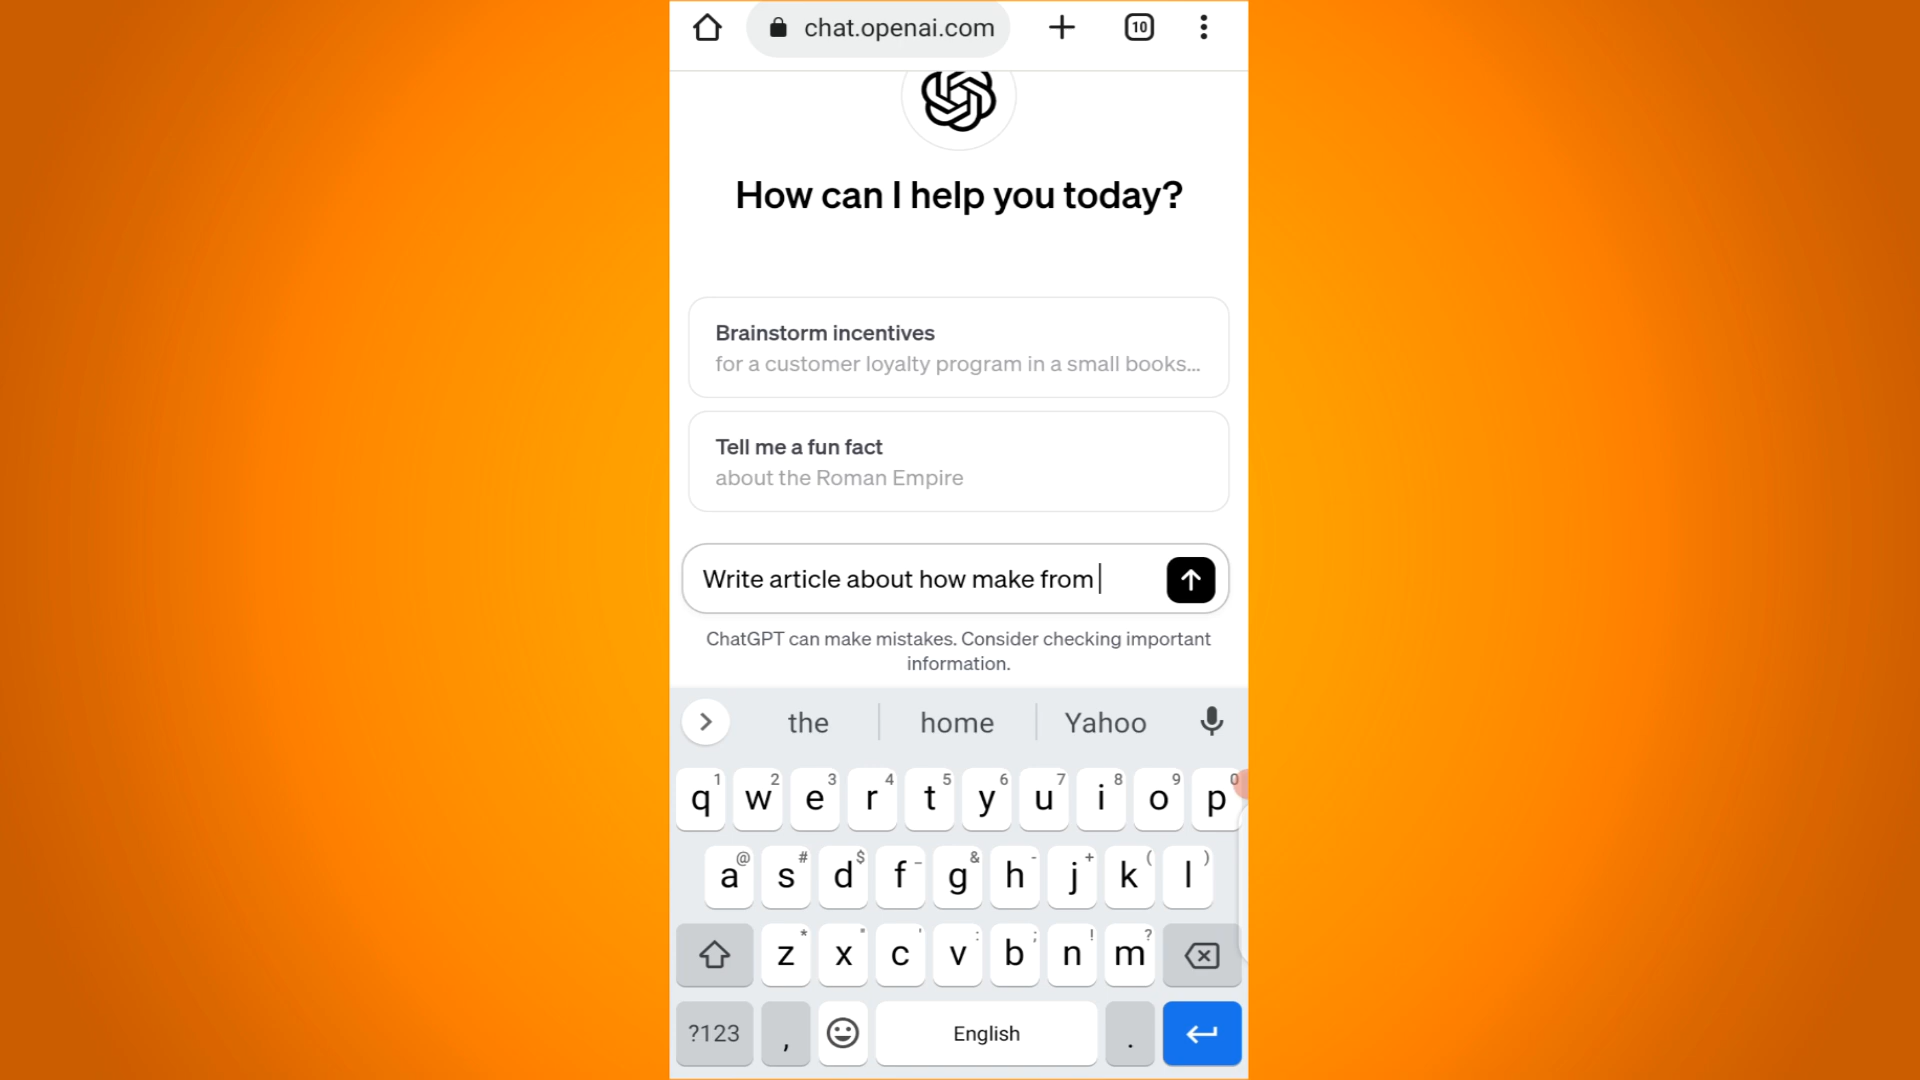 chat.openai.com
10
How can I help you today?
Brainstorm incentives
for a customer loyalty program in a small books...
Tell me a fun fact
about the Roman Empire
Write article about how make from
ChatGPT can make mistakes. Consider checking important
information.
the home Yahoo
1 2 3 4 5 6 7 8 9 0
q w e r t y u i o p
@ # $ _ & - + ( )
a s d f g h j k l
* " ' : ; ! ?
z x c v b n m
?123 , English .